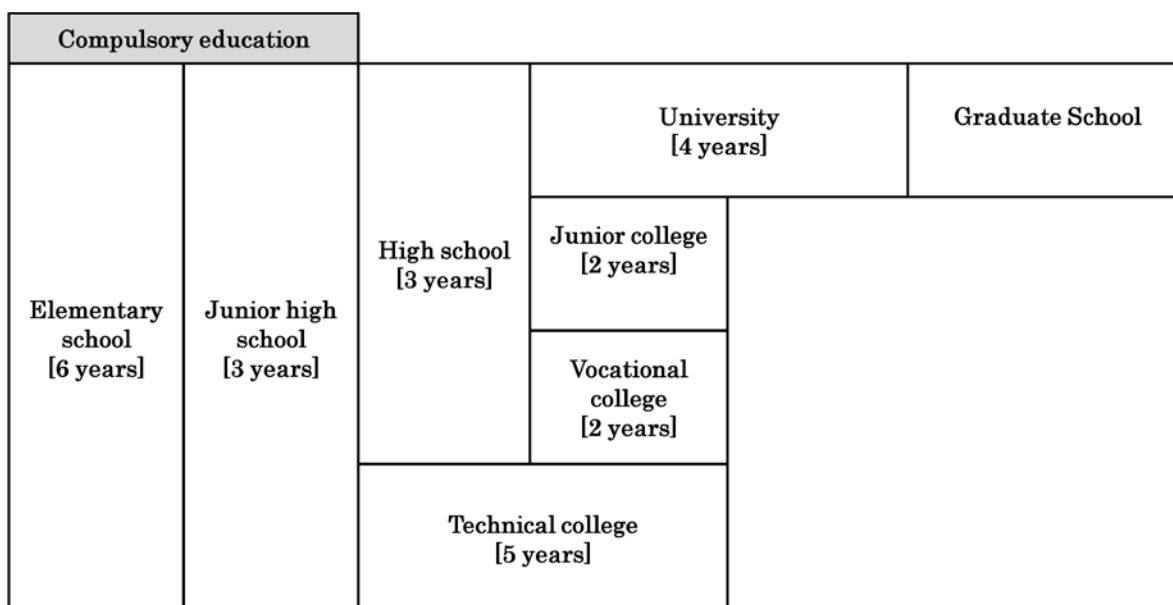 Compulsory education
Elementary
school
[6 years]
Junior high
school
[3 years]
High school
[3 years]
University
[4 years]
Graduate School
Junior college
[2 years]
Vocational
college
[2 years]
Technical college
[5 years]